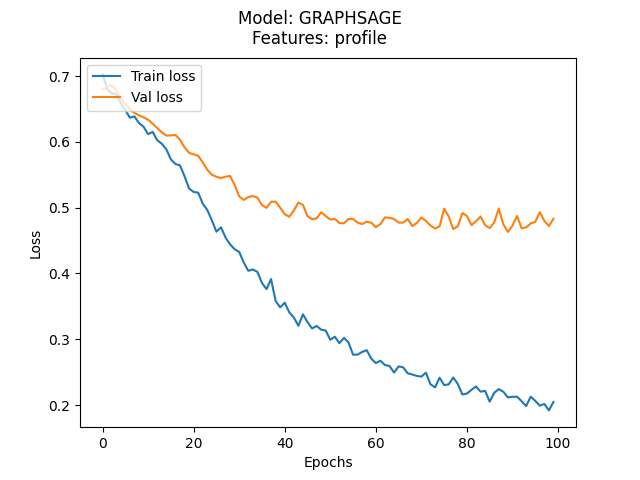 Model: GRAPHSAGE
Features: profile
Train loss
Val loss
0.7
0.6
0.5
0.4
0.3
0.2
Loss
0
20
40
60
80
100
Epochs